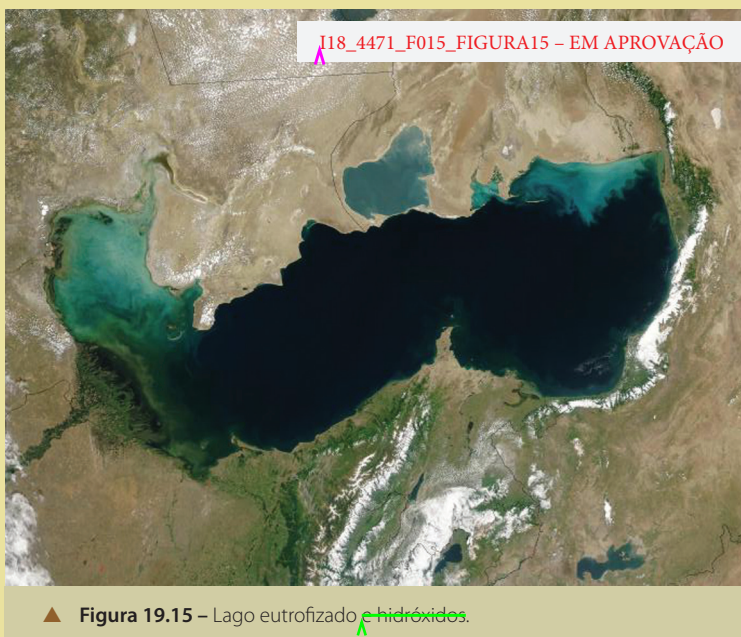 I18_4471_F015_FIGURA15 – EM APROVAÇÃO
Figura 19.15 – Lago eutrofizado e hidróxidos.